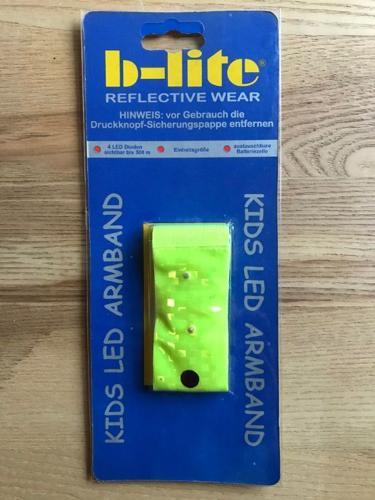 b-lite®
REFLECTIVE WEAR
HINWEIS: vor Gebrauch die
Druckknopf-Sicherungspappe entfernen
4 LED Dioden
sichtbar bis 500 m
Einheitsgröße
austauschbare
Batteriezelle
KIDS LED ARMBAND
KIDS LED ARMBAND